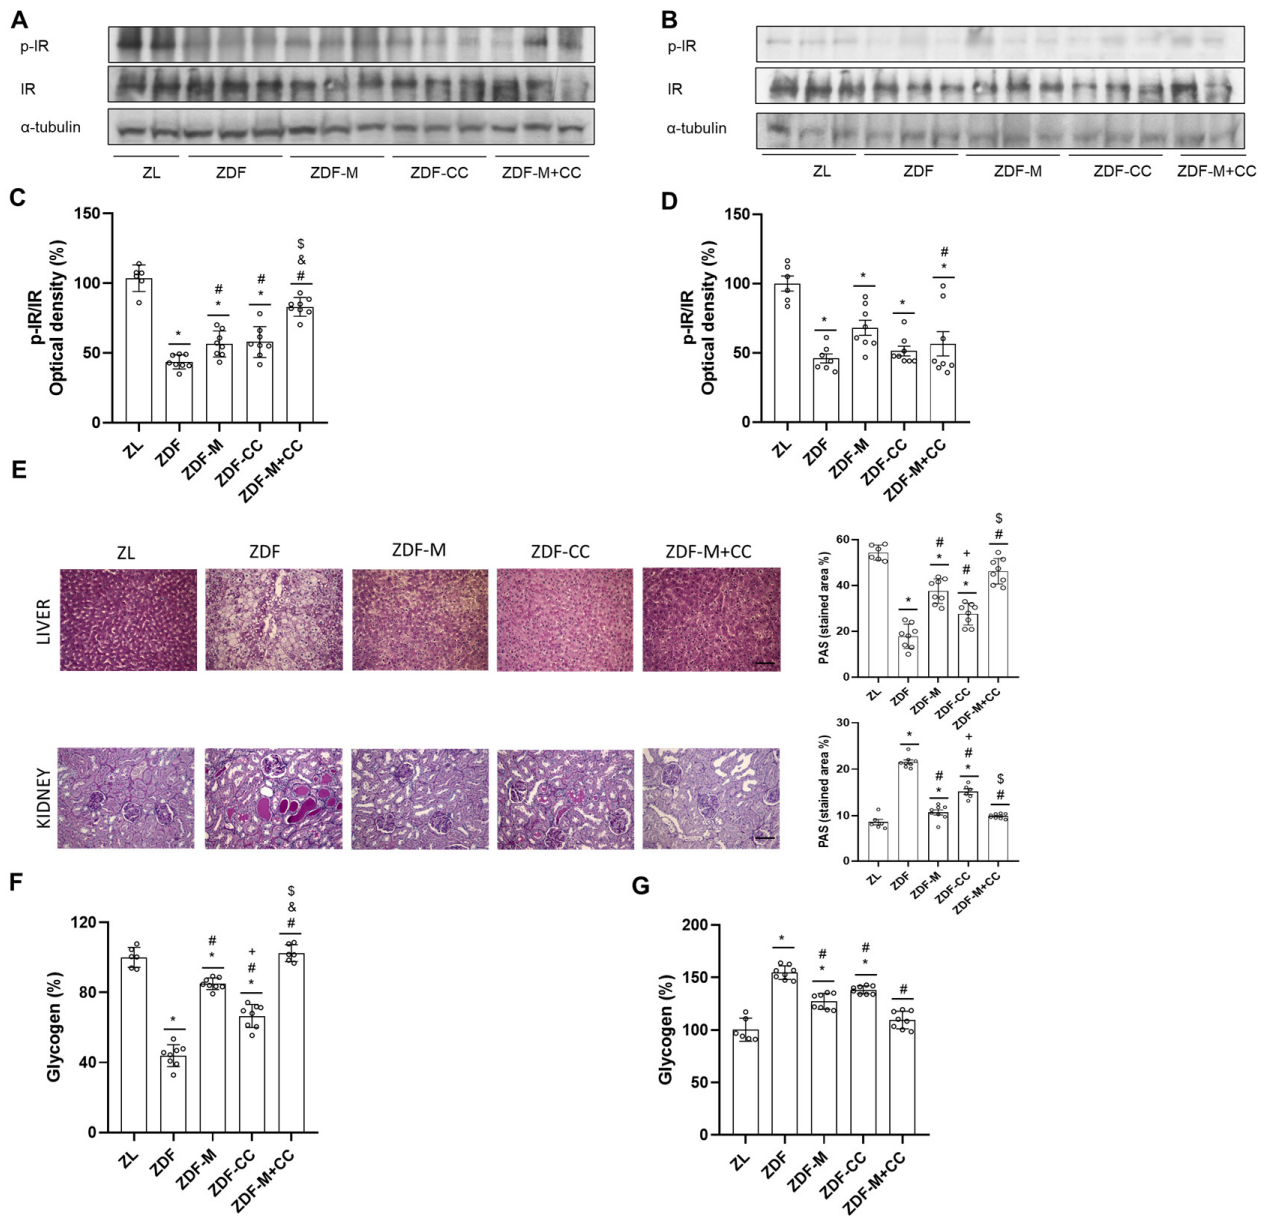 A
B
p-IR
IR
α-tubulin
ZL ZDF ZDF-M ZDF-CC ZDF-M+CC
p-IR
IR
α-tubulin
ZL ZDF ZDF-M ZDF-CC ZDF-M+CC
C
p-IR/IR
Optical density (%)
150
100
50
0
*
#
*
#
*
$
&
#
ZL ZDF ZDF-M ZDF-CC ZDF-M+CC
D
p-IR/IR
Optical density (%)
150
100
50
0
*
*
*
#
*
ZL ZDF ZDF-M ZDF-CC ZDF-M+CC
E
ZL ZDF ZDF-M ZDF-CC ZDF-M+CC
LIVER
KIDNEY
PAS (stained area %)
60
40
20
0
*
#
*
+
#
*
$
#
ZL ZDF ZDF-M ZDF-CC ZDF-M+CC
PAS (stained area %)
30
20
10
0
*
#
*
+
#
*
$
#
ZL ZDF ZDF-M ZDF-CC ZDF-M+CC
F
Glycogen (%)
120
80
40
0
*
#
*
+
#
*
$
&
#
ZL ZDF ZDF-M ZDF-CC ZDF-M+CC
G
Glycogen (%)
200
150
100
50
0
*
#
*
#
*
#
ZL ZDF ZDF-M ZDF-CC ZDF-M+CC